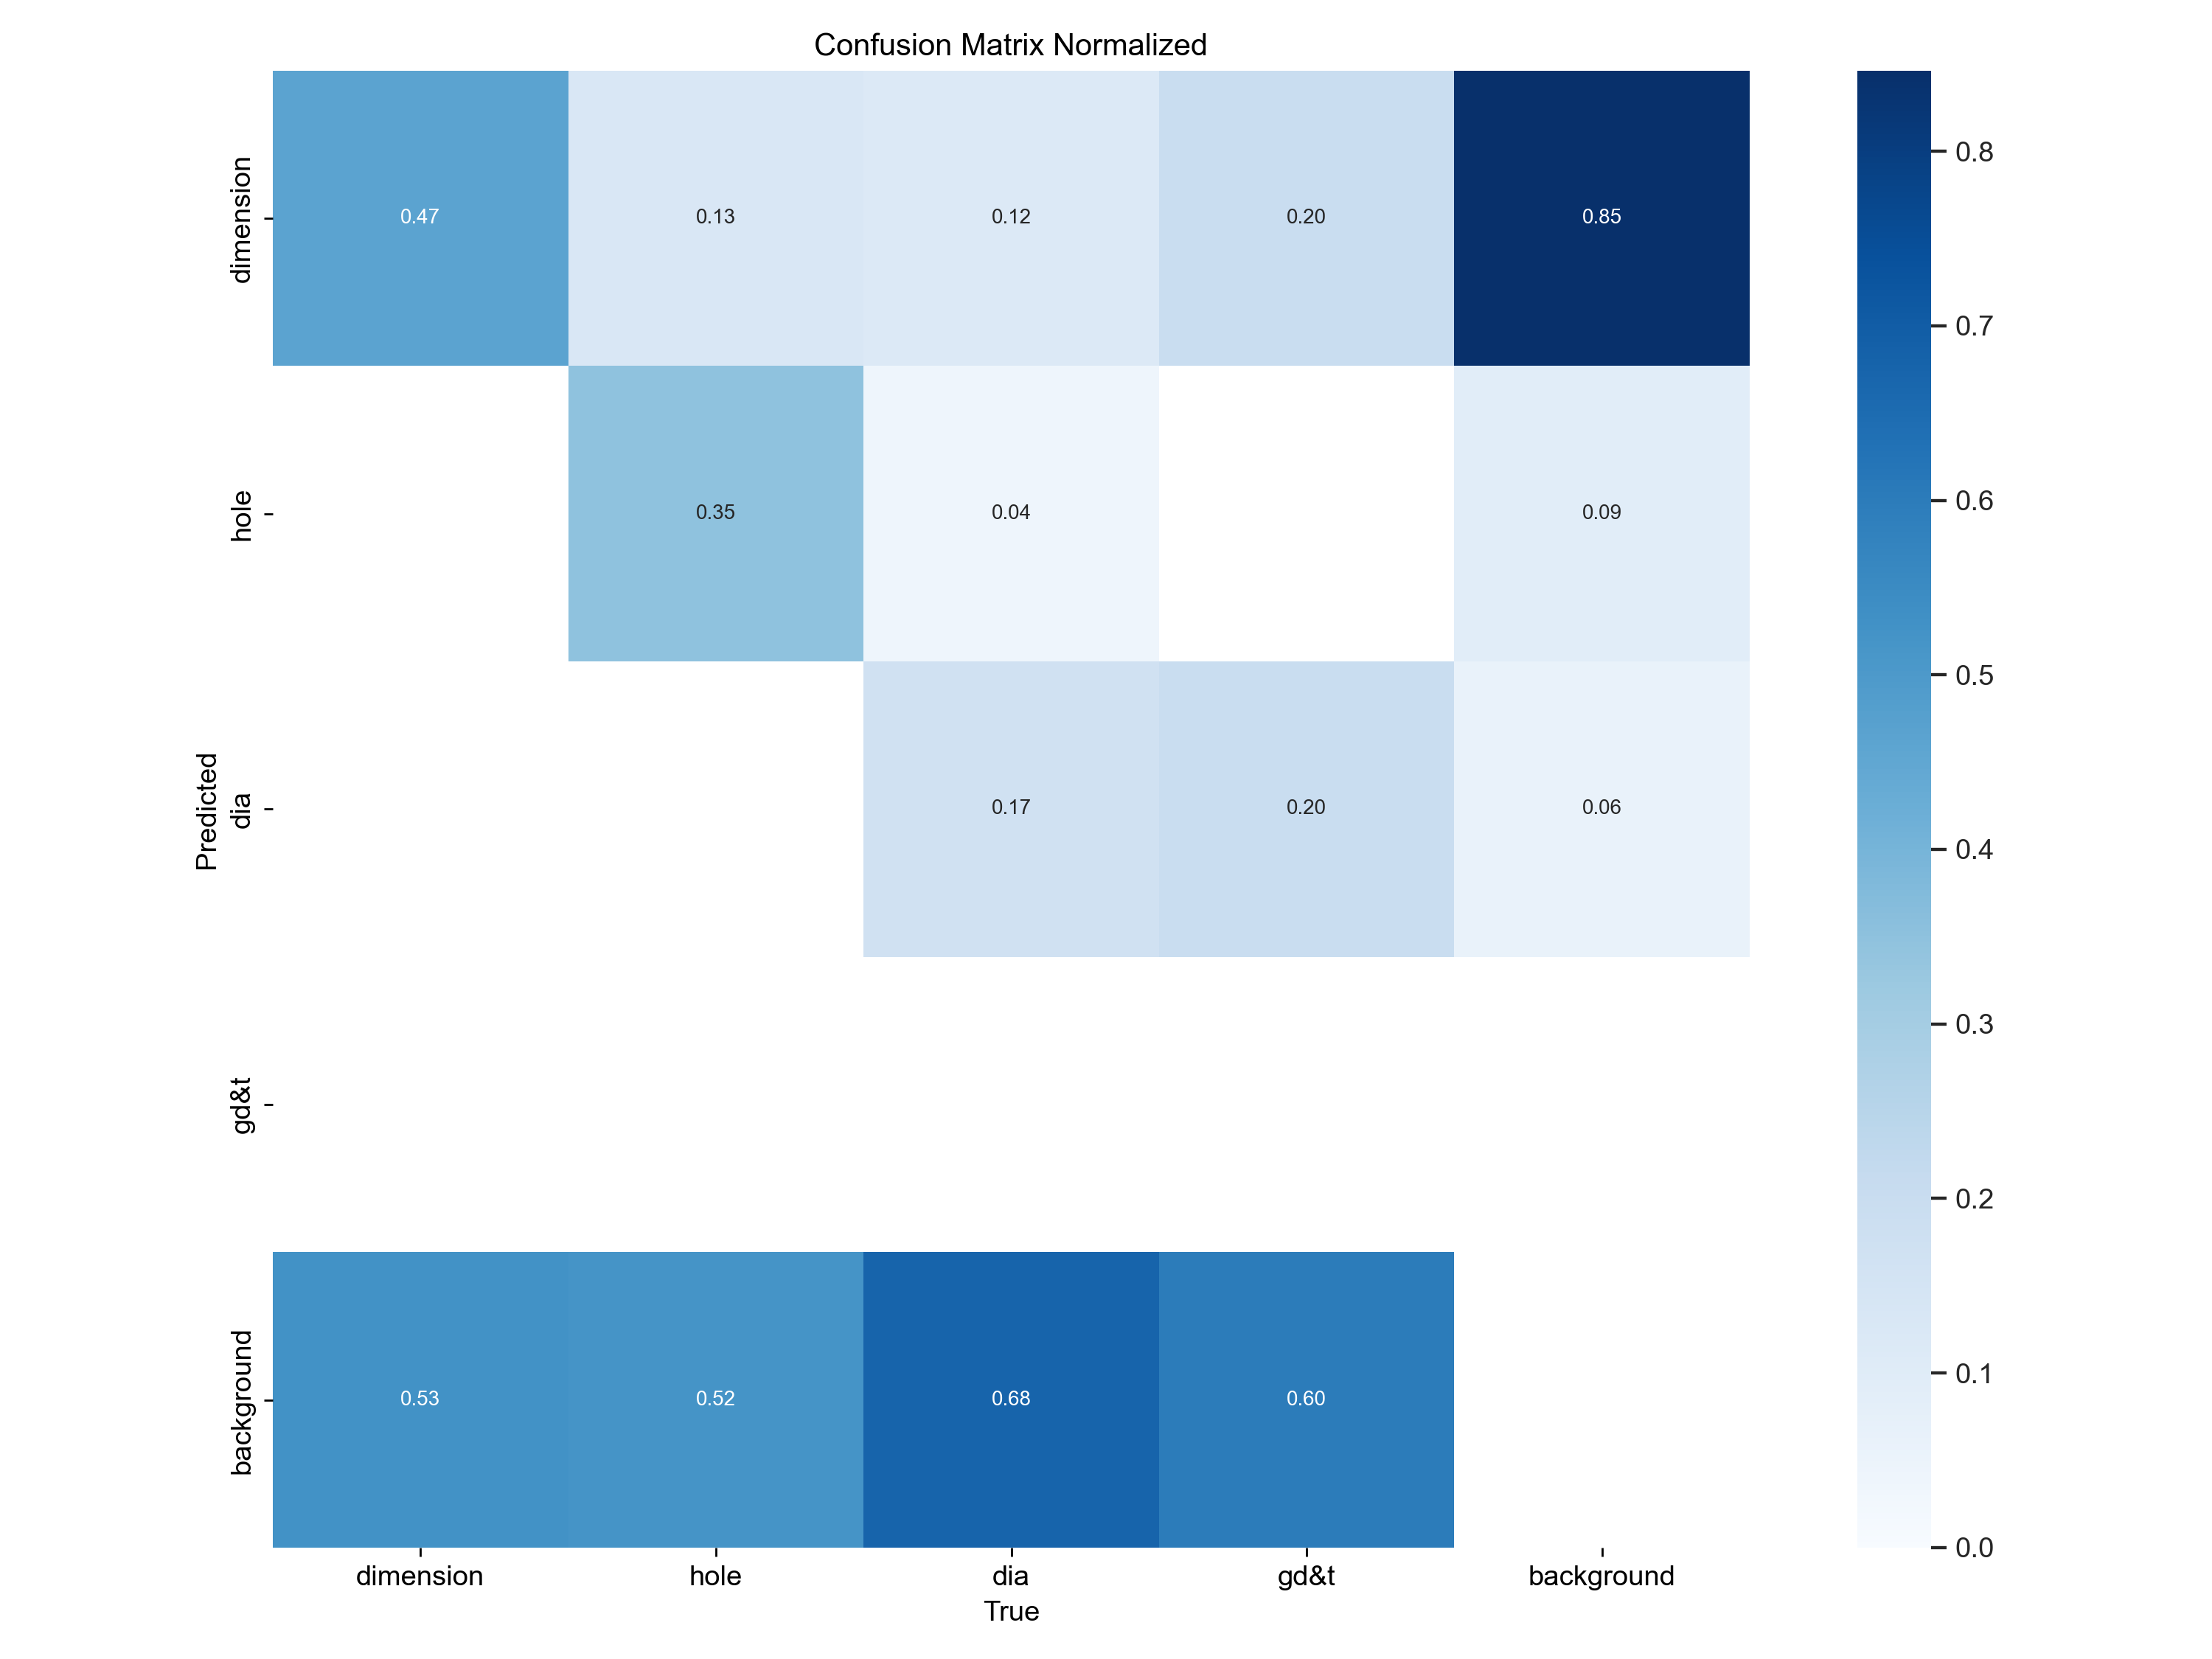 Confusion Matrix Normalized
dimension
0.47 0.13 0.12 0.20 0.85
hole
0.35 0.04 0.09
Predicted
dia
0.17 0.20 0.06
gd&t
background
0.53 0.52 0.68 0.60
dimension hole dia gd&t background
True
0.8
0.7
0.6
0.5
0.4
0.3
0.2
0.1
0.0